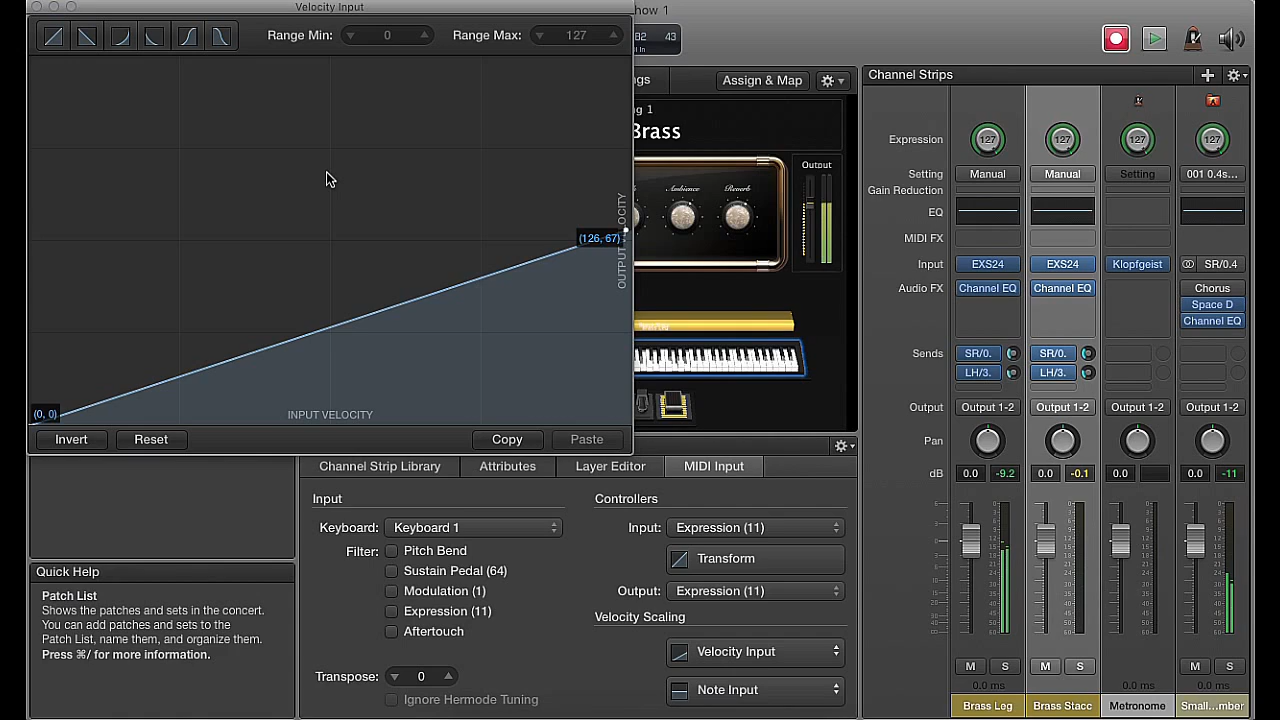 Velocity Input
how 1
Range Min: 0 Range Max: 127
82 43
OUTPUT VELOCITY
(126, 67)
(0, 0)
INPUT VELOCITY
Invert Reset Copy Paste
Assign & Map
Brass
Output
Ambience Reverb
Channel Strips
Expression 127 127 127 127
Setting Manual Manual Setting 001 0.4s...
Gain Reduction
EQ
MIDI FX
Input EXS24 EXS24 Klopfgeist SR/0.4
Audio FX Channel EQ Channel EQ Chorus
Space D
Channel EQ
Sends SR/0. SR/0.
LH/3. LH/3.
Output Output 1-2 Output 1-2 Output 1-2 Output 1-2
Pan
dB 0.0 -9.2 0.0 -0.1 0.0 0.0 -11
M S M S M S
0.0 ms 0.0 ms 0.0 ms
Brass Leg Brass Stacc Metronome Small...mber
Channel Strip Library Attributes Layer Editor MIDI Input
Input
Keyboard: Keyboard 1
Filter: Pitch Bend
Sustain Pedal (64)
Modulation (1)
Expression (11)
Aftertouch
Transpose: 0
Ignore Hermode Tuning
Controllers
Input: Expression (11)
Transform
Output: Expression (11)
Velocity Scaling
Velocity Input
Note Input
Quick Help
Patch List
Shows the patches and sets in the concert.
You can add patches and sets to the
Patch List, name them, and organize them.
Press ⌘/ for more information.